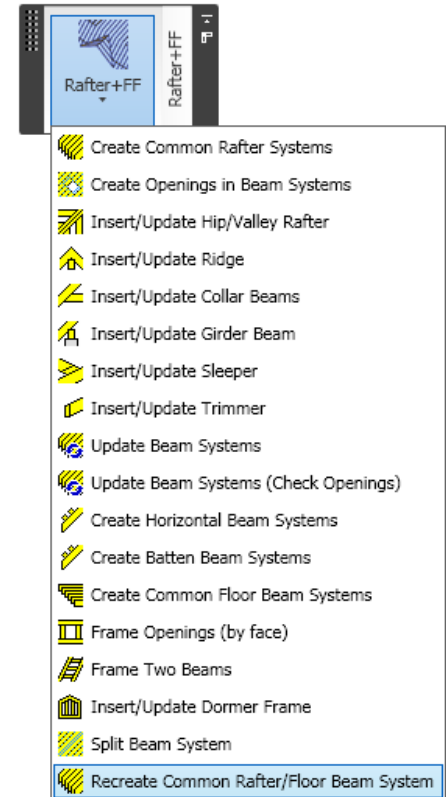 Rafter+FF
Rafter+FF
Create Common Rafter Systems
Create Openings in Beam Systems
Insert/Update Hip/Valley Rafter
Insert/Update Ridge
Insert/Update Collar Beams
Insert/Update Girder Beam
Insert/Update Sleeper
Insert/Update Trimmer
Update Beam Systems
Update Beam Systems (Check Openings)
Create Horizontal Beam Systems
Create Batten Beam Systems
Create Common Floor Beam Systems
Frame Openings (by face)
Frame Two Beams
Insert/Update Dormer Frame
Split Beam System
Recreate Common Rafter/Floor Beam System